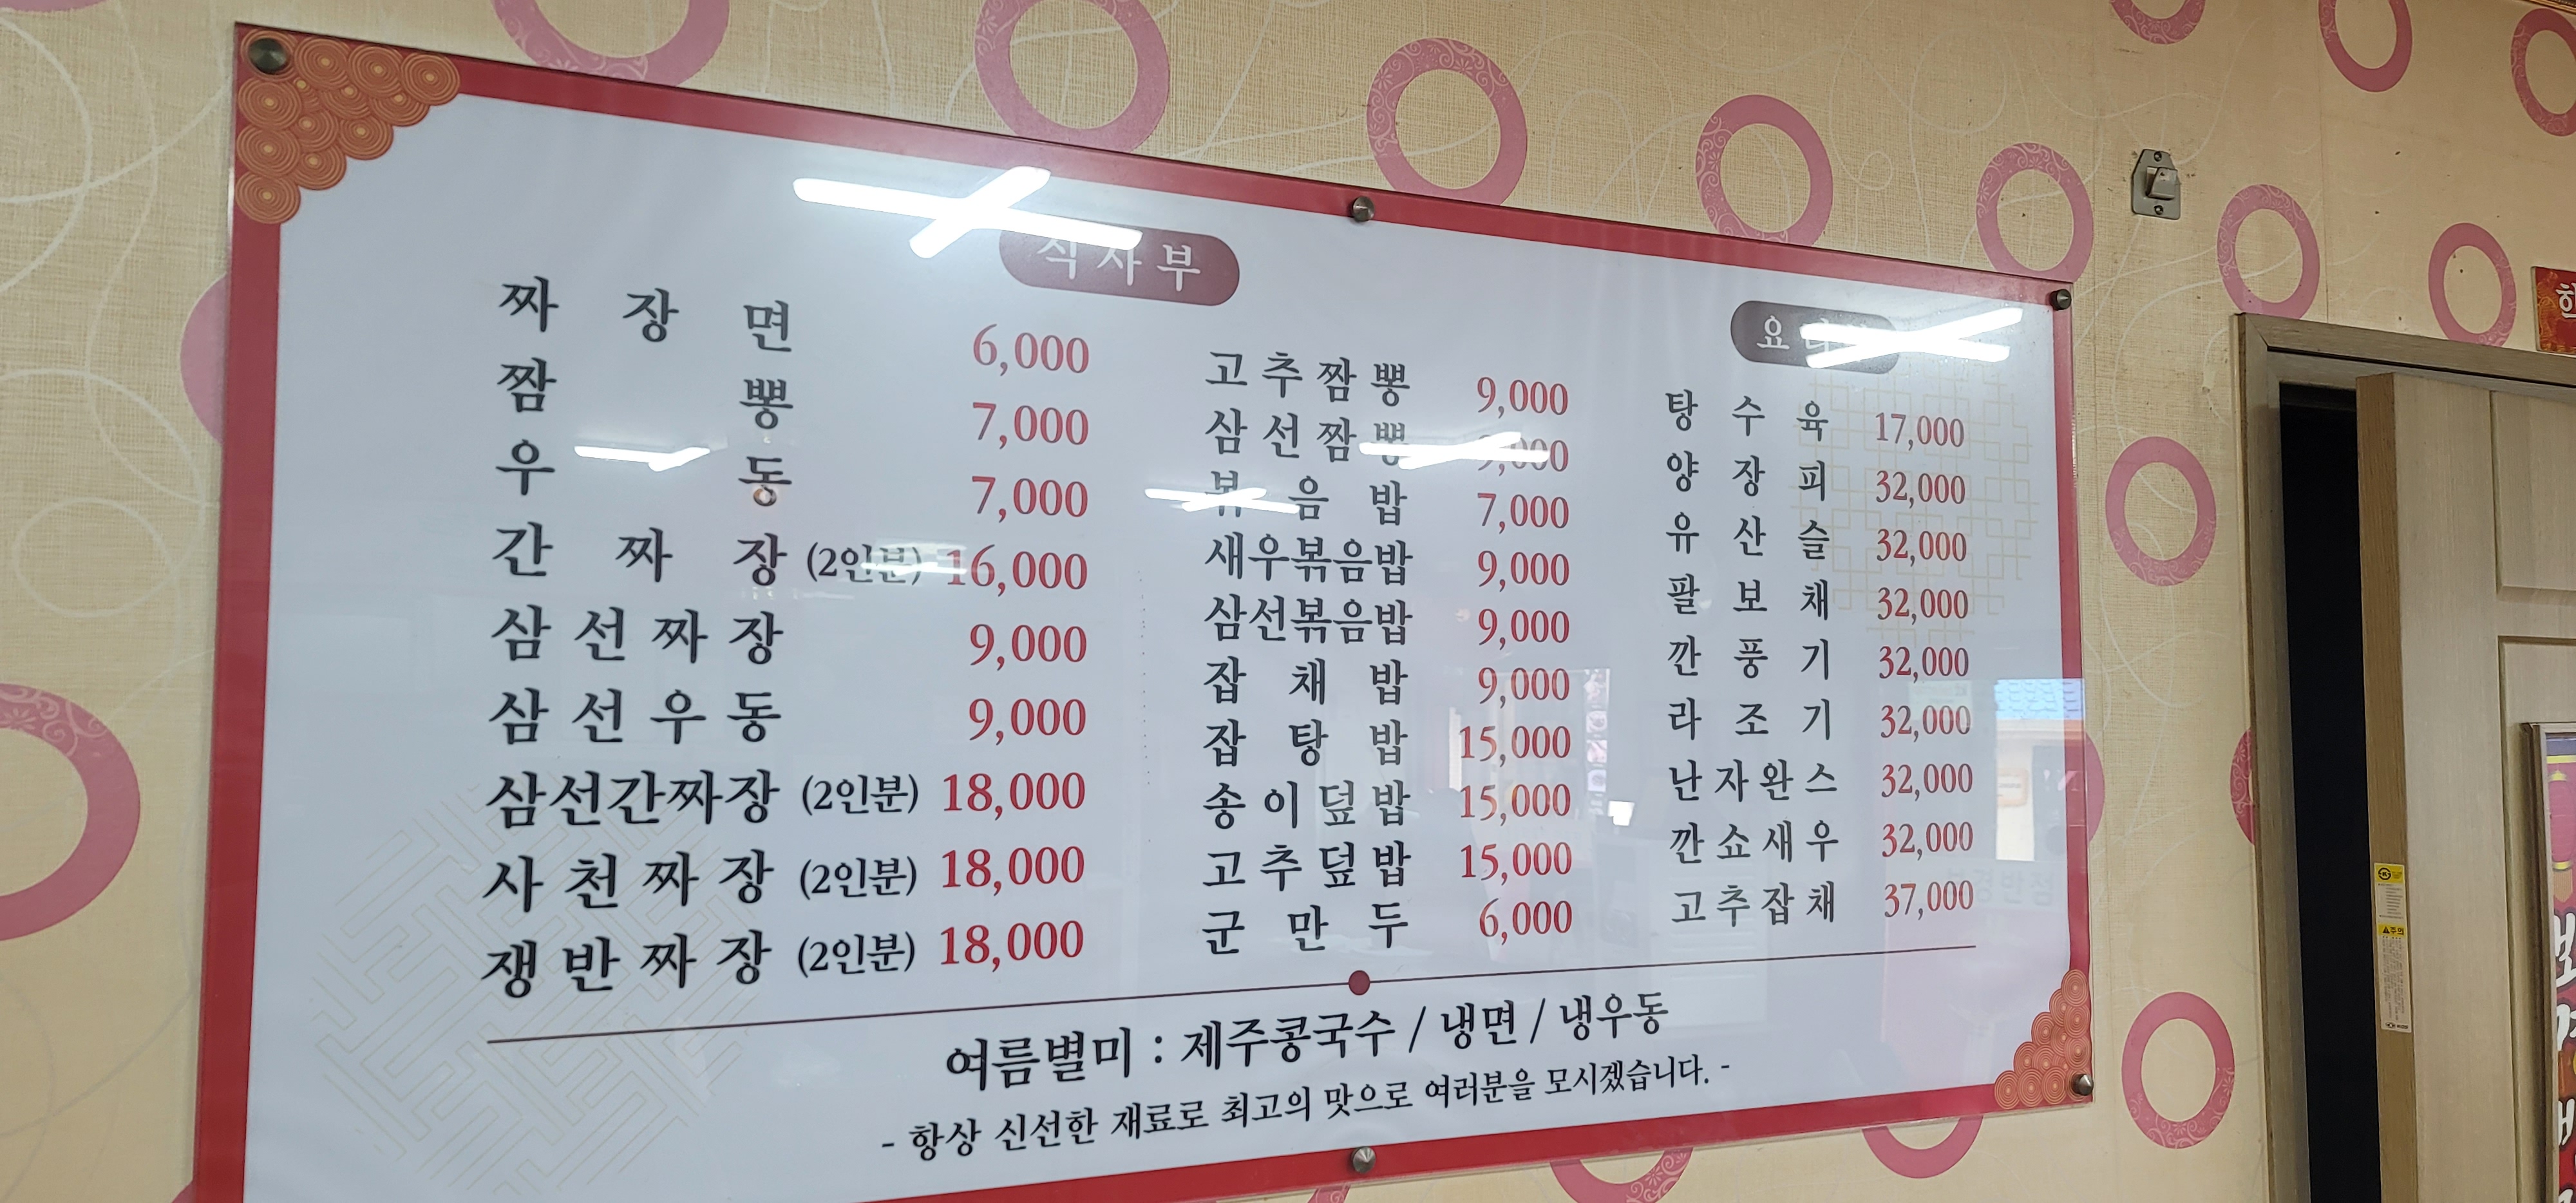 식사부
짜장면 6,000
짬뽕 7,000
우동 7,000
간짜장 (2인분) 16,000
삼선짜장 9,000
삼선우동 9,000
삼선간짜장 (2인분) 18,000
사천짜장 (2인분) 18,000
쟁반짜장 (2인분) 18,000
고추짬뽕 9,000
삼선짬뽕 9,000
볶음밥 7,000
새우볶음밥 9,000
삼선볶음밥 9,000
잡채밥 9,000
잡탕밥 15,000
송이덮밥 15,000
고추덮밥 15,000
군만두 6,000
탕수육 17,000
양장피 32,000
유산슬 32,000
팔보채 32,000
깐풍기 32,000
라조기 32,000
난자완스 32,000
깐쇼새우 32,000
고추잡채 37,000
여름별미 : 제주콩국수 / 냉면 / 냉우동
- 항상 신선한 재료로 최고의 맛으로 여러분을 모시겠습니다. -